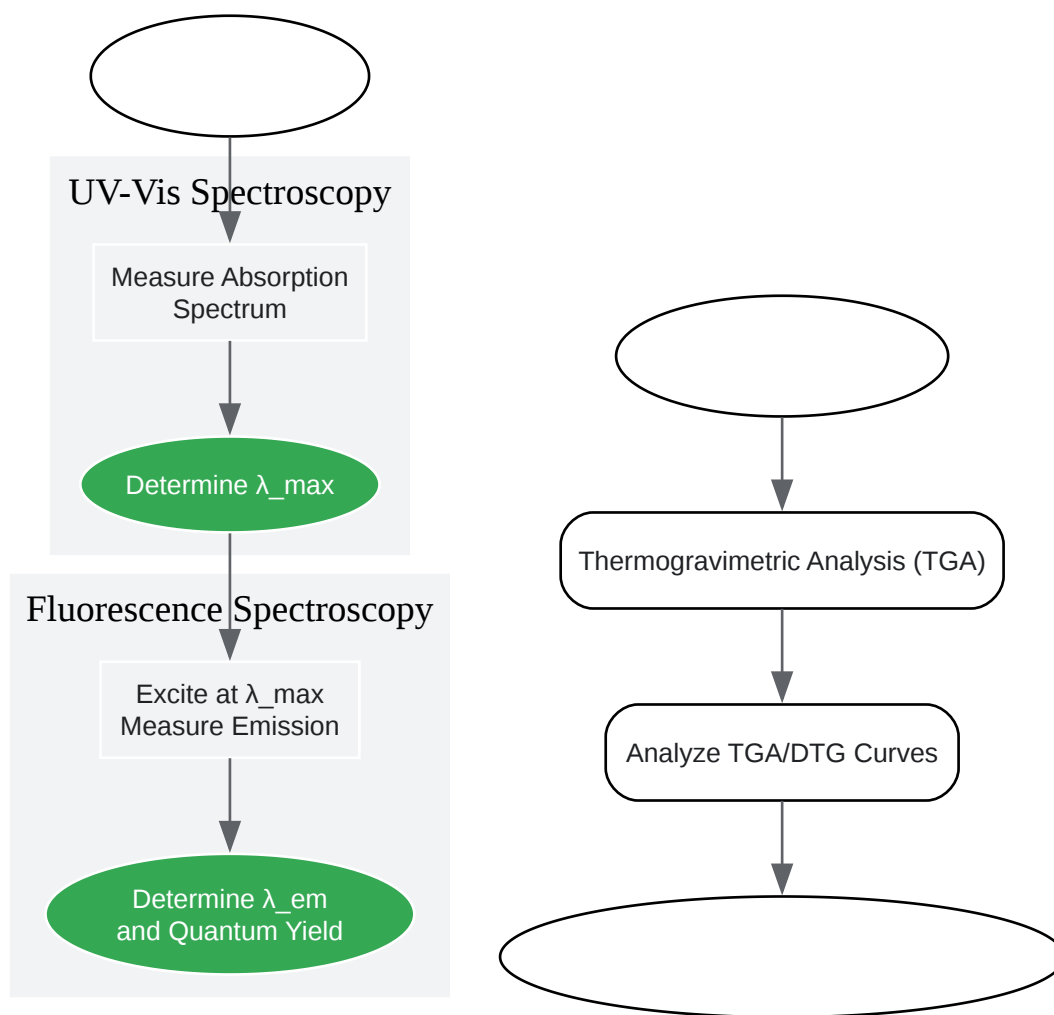 UV-Vis Spectroscopy
Measure Absorption
Spectrum
Determine λ_max
Fluorescence Spectroscopy
Excite at λ_max
Measure Emission
Determine λ_em
and Quantum Yield
Thermogravimetric Analysis (TGA)
Analyze TGA/DTG Curves